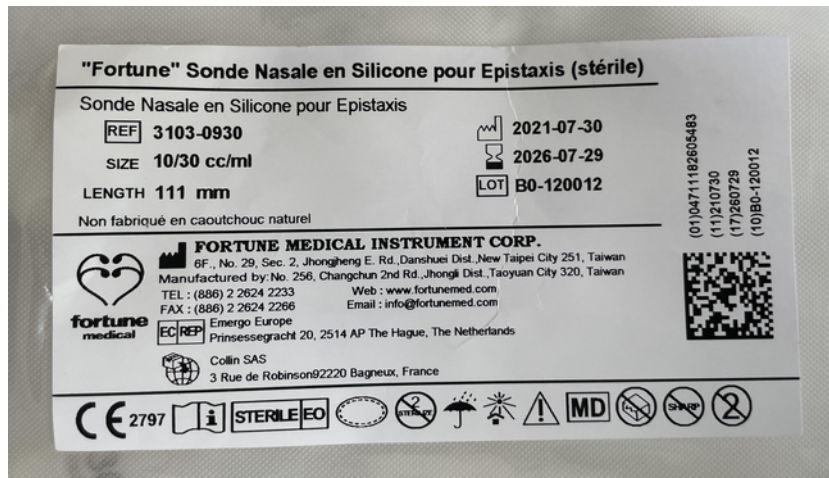 "Fortune" Sonde Nasale en Silicone pour Epistaxis (stérile)
Sonde Nasale en Silicone pour Epistaxis
REF 3103-0930
2021-07-30
SIZE 10/30 cc/ml
2026-07-29
LENGTH 111 mm
LOT B0-120012
Non fabriqué en caoutchouc naturel
(01)04711182605483
(11)210730
(17)260729
(10)B0-120012
fortune
medical
FORTUNE MEDICAL INSTRUMENT CORP.
6F., No. 29, Sec. 2, Jhongjheng E. Rd.,Danshuei Dist.,New Taipei City 251, Taiwan
Manufactured by: No. 256, Changchun 2nd Rd.,Jhongli Dist.,Taoyuan City 320, Taiwan
TEL : (886) 2 2624 2233 Web : www.fortunemed.com
FAX : (886) 2 2624 2266 Email : info@fortunemed.com
EC REP Emergo Europe
Prinsessegracht 20, 2514 AP The Hague, The Netherlands
Collin SAS
3 Rue de Robinson92220 Bagneux, France
CE 2797 i STERILE EO 2 STERILIZE MD SHARP 2